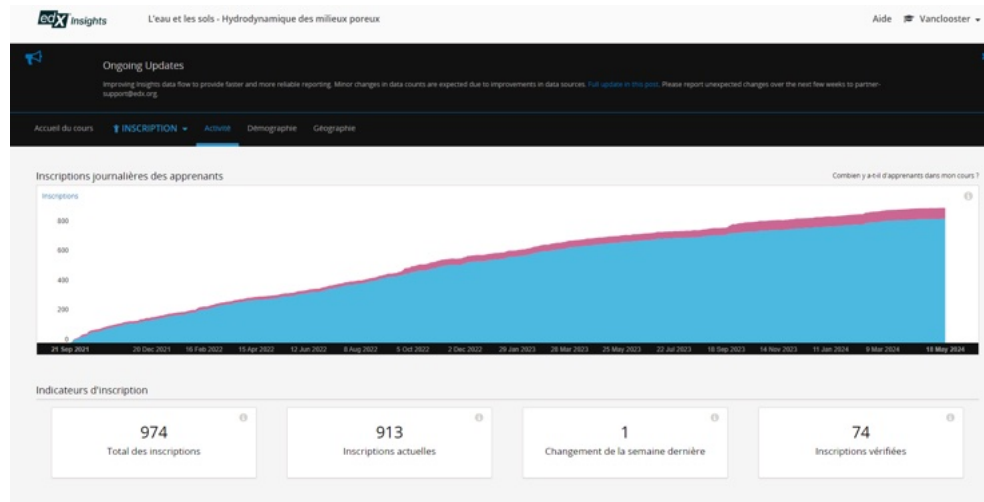 edX Insights L'eau et les sols - Hydrodynamique des milieux poreux Aide Vanclooster
Ongoing Updates
Improving Insights data flow to provide faster and more reliable reporting. Minor changes in data counts are expected due to improvements in data sources. Full update in this post. Please report unexpected changes over the next few weeks to partner-
support@edx.org.
Accueil du cours INSCRIPTION Activité Démographie Géographie
Inscriptions journalières des apprenants Combien y a-t-il d'apprenants dans mon cours ?
Inscriptions
800
600
400
200
0
21 Sep 2021 20 Dec 2021 16 Feb 2022 15 Apr 2022 12 Jun 2022 8 Aug 2022 5 Oct 2022 2 Dec 2022 29 Jan 2023 28 Mar 2023 25 May 2023 22 Jul 2023 18 Sep 2023 14 Nov 2023 11 Jan 2024 9 Mar 2024 18 May 2024
Indicateurs d'inscription
974 913 1 74
Total des inscriptions Inscriptions actuelles Changement de la semaine dernière Inscriptions vérifiées